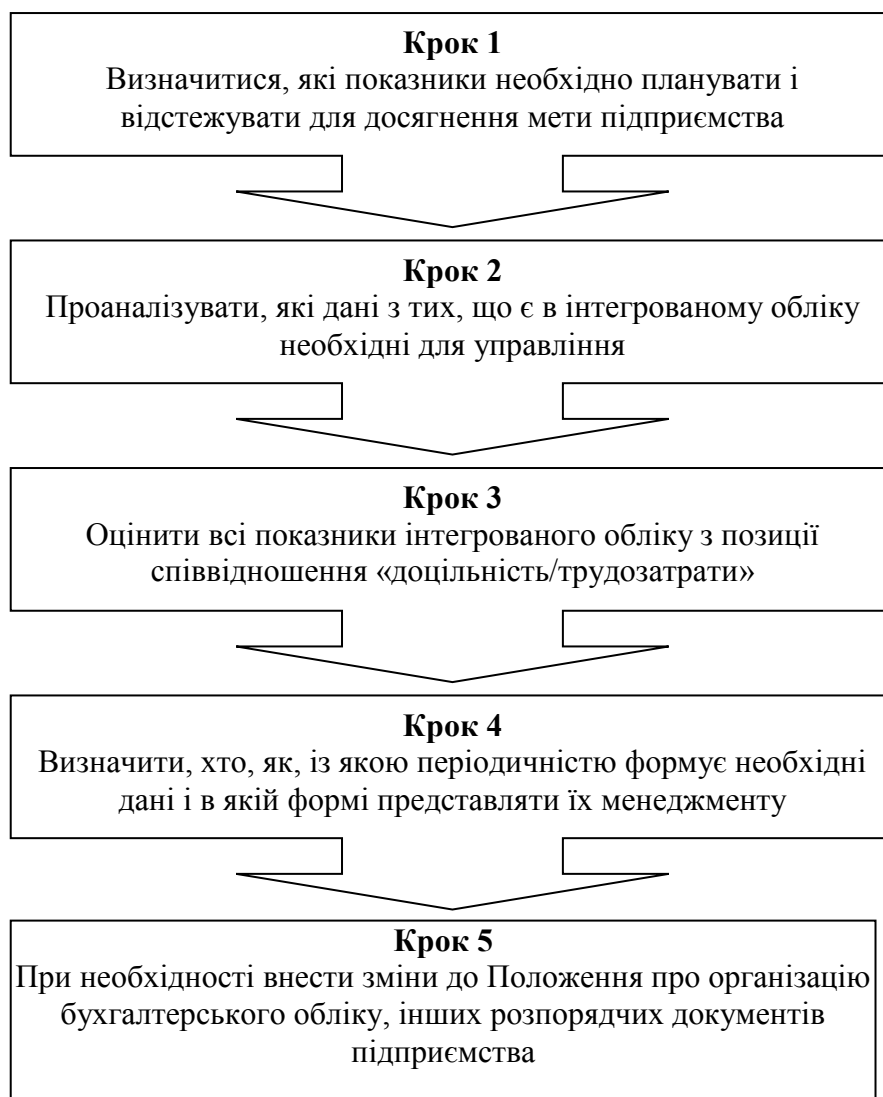 Крок 1
Визначитися, які показники необхідно планувати і
відстежувати для досягнення мети підприємства
Крок 2
Проаналізувати, які дані з тих, що є в інтегрованому обліку
необхідні для управління
Крок 3
Оцінити всі показники інтегрованого обліку з позиції
співвідношення «доцільність/трудозатрати»
Крок 4
Визначити, хто, як, із якою періодичністю формує необхідні
дані і в якій формі представляти їх менеджменту
Крок 5
При необхідності внести зміни до Положення про організацію
бухгалтерського обліку, інших розпорядчих документів
підприємства